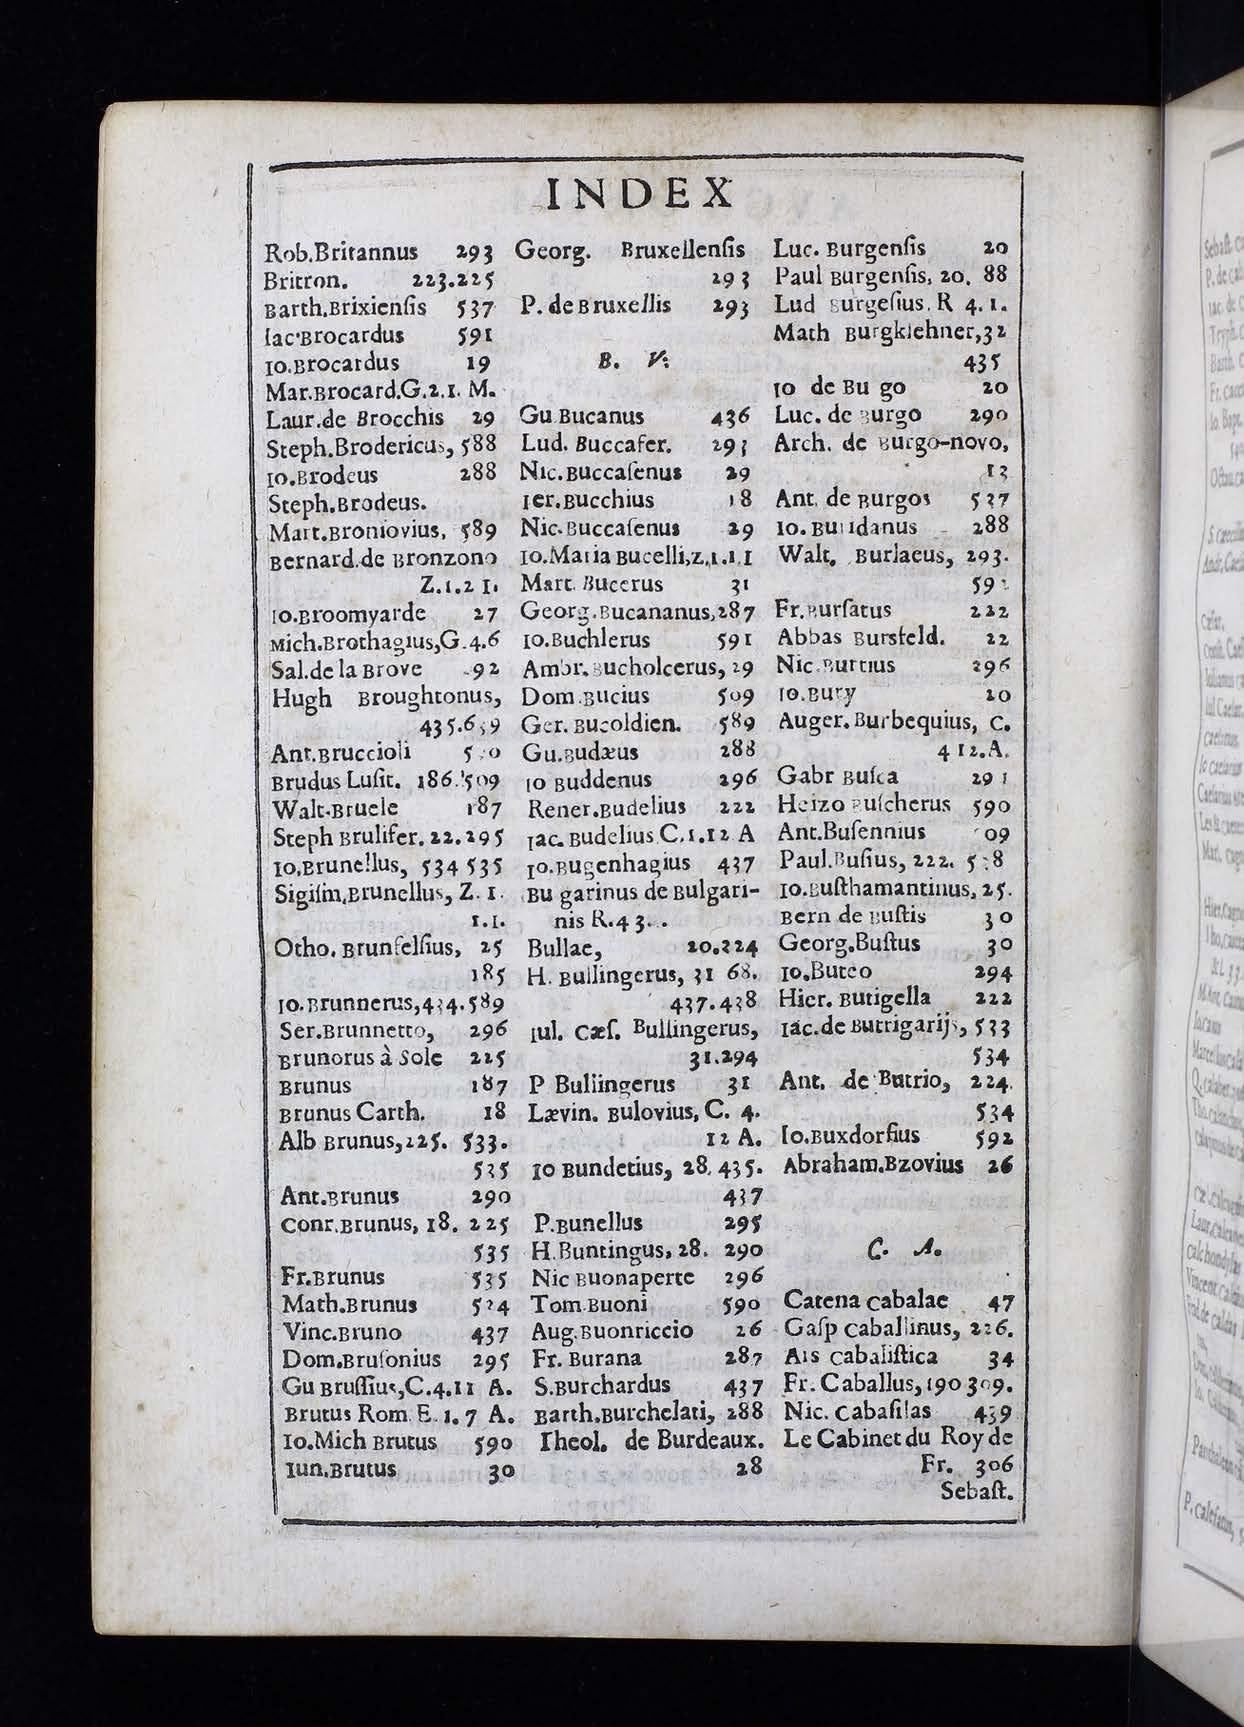 INDEX
Rob.Britannus 293
Britton. 223.225
Barth.Brixienſis 537
Iac·Brocardus 591
Io.Brocardus 19
Mar.Brocard.G.2.1. M.
Laur.de Brocchis 29
Steph.Brodericus, 588
Io.Brodeus 288
Steph.Brodeus.
Mart.Broniovius, 589
Bernard.de Bronzono
Z.1.2 1.
Io.Broomyarde 27
Mich.Brothagius,G.4.6
Sal.de la Brove 92
Hugh Broughtonus,
435.659
Ant.Bruccioli
Brudus Luſit. 186.509
Walt.Bruele 187
Steph Brulifer. 22.295
Io.Brunellus, 534 535
Sigiſm.Brunellus, Z. 1.
1.1.
Otho. Brunfelſius, 25
185
Io.Brunnerus,434.589
Ser.Brunnetto, 296
Brunorus à Sole 225
Brunus 187
Brunus Carth. 18
Alb Brunus,225. 533.
535
Ant.Brunus 290
Conr.Brunus, 18. 225
535
Fr.Brunus 535
Math.Brunus 524
Vinc.Bruno 437
Dom.Bruſonius 295
Gu Bruſſius,C.4.11 A.
Brutus Rom. E. 1. 7 A.
Io.Mich Brutus 590
Iun.Brutus 30
Georg. Bruxellenſis
293
P. de Bruxellis 293
B. V.
Gu.Bucanus 436
Lud. Buccafer. 293
Nic.Buccaſenus 29
Ier.Bucchius 18
Nic.Buccaſenus 29
Io.Maria Bucelli,Z.1.1.1
Mart. Bucerus 31
Georg.Bucananus,287
Io.Buchlerus 591
Ambr.Bucholcerus, 29
Dom.Bucius 509
Ger. Bucoldien. 589
Gu.Budæus 288
Io Buddenus 296
Rener.Budelius 222
Iac. Budelius C.1.12 A
Io.Bugenhagius 437
Bu garinus de Bulgari-
nis R.4 3..
Bullae, 20.224
H. Bullingerus, 31 68.
437.438
Iul. Cæſ. Bullingerus,
31.294
P Bullingerus 31
Lævin. Bulovius, C. 4.
12 A.
Io Bundetius, 28. 435.
437
P.Bunellus 295
H.Buntingus, 28. 290
Nic Buonaperte 296
Tom.Buoni 590
Aug.Buonriccio 26
Fr. Burana 287
S.Burchardus 437
Barth.Burchelati, 288
Theol. de Burdeaux.
28
Luc. Burgenſis 20
Paul Burgenſis, 20. 88
Lud Burgeſius. R 4. 1.
Math Burgklehner,32
435
Io de Bu go 20
Luc. de Burgo 290
Arch. de Burgo-novo,
13
Ant. de Burgos 537
Io. Buridanus 288
Walt. Burlaeus, 293.
Fr.Burſatus 222
Abbas Bursfeld. 22
Nic.Burtius 296
Io.Bury 20
Auger.Burbequius, C.
4 12.A.
Gabr Buſca 291
Heizo Buſcherus 590
Ant.Buſennius 09
Paul.Buſius, 222.
Io.Buſthamantinus, 25.
Bern de Buſtis 30
Georg.Buſtus 30
Io.Buteo 294
Hier. Butigella 222
Iac.de Buttrigarijs, 533
534
Ant. de Butrio, 224.
534
Io.Buxdorfius 592
Abraham.Bzovius 26
C. A.
Catena Cabalae 47
Gaſp Caballinus, 226.
Ars Cabaliſtica 34
Fr. Caballus,190 309.
Nic. Cabaſilas 439
Le Cabinet du Roy de
Fr. 306
Sebaſt.